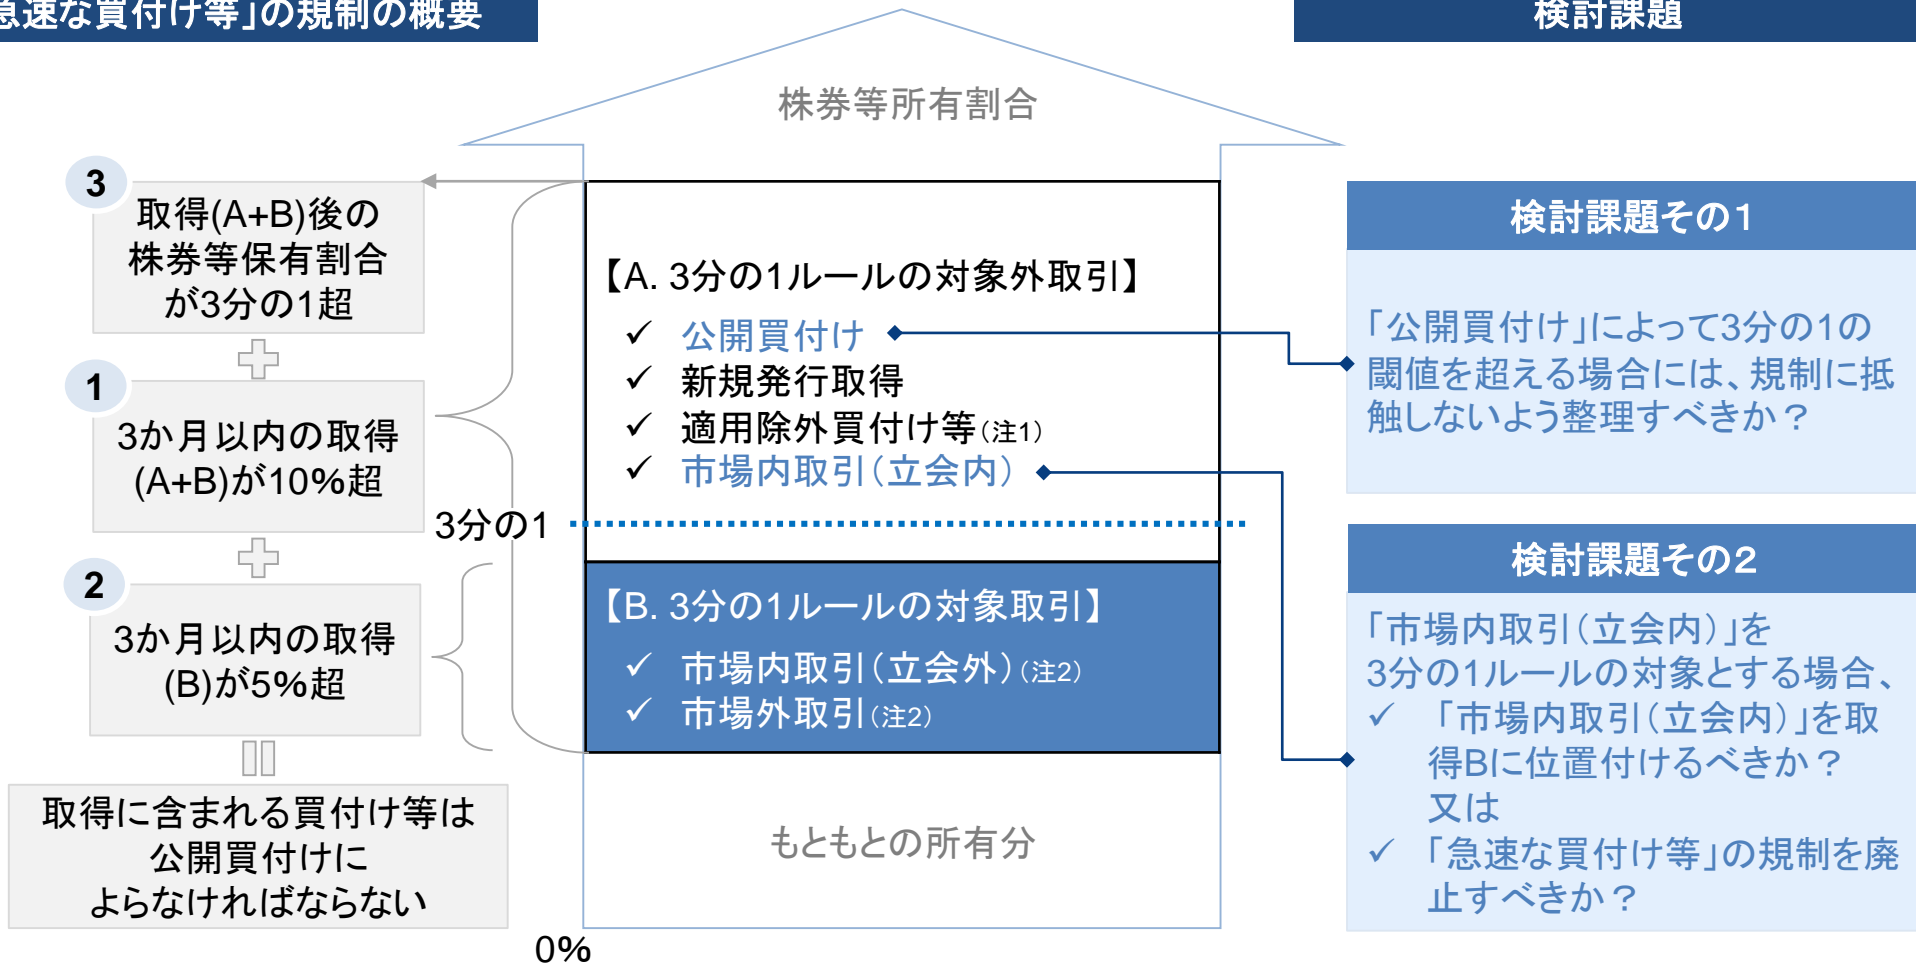 急速な買付け等」の規制の概要
検討課題
株券等所有割合
3
取得(A+B)後の
株券等保有割合
が3分の1超
1
3か月以内の取得
(A+B)が10%超
2
3か月以内の取得
(B)が5%超
取得に含まれる買付け等は
公開買付けに
よらなければならない
【A. 3分の1ルールの対象外取引】
✓ 公開買付け
✓ 新規発行取得
✓ 適用除外買付け等(注1)
✓ 市場内取引(立会内)
3分の1
【B. 3分の1ルールの対象取引】
✓ 市場内取引(立会外)(注2)
✓ 市場外取引(注2)
もともとの所有分
0%
検討課題その1
「公開買付け」によって3分の1の
閾値を超える場合には、規制に抵
触しないよう整理すべきか？
検討課題その2
「市場内取引(立会内)」を
3分の1ルールの対象とする場合、
✓ 「市場内取引(立会内)」を取
得Bに位置付けるべきか？
又は
✓ 「急速な買付け等」の規制を廃
止すべきか？